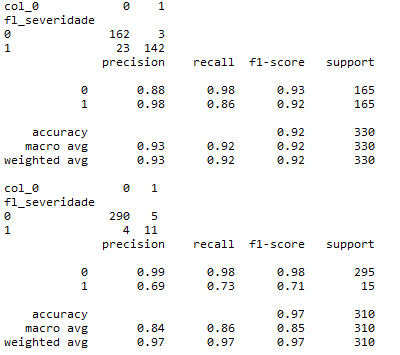 col_0 0 1
fl_severidade
0 162 3
1 23 142
precision recall f1-score support
0 0.88 0.98 0.93 165
1 0.98 0.86 0.92 165
accuracy 0.92 330
macro avg 0.93 0.92 0.92 330
weighted avg 0.93 0.92 0.92 330
col_0 0 1
fl_severidade
0 290 5
1 4 11
precision recall f1-score support
0 0.99 0.98 0.98 295
1 0.69 0.73 0.71 15
accuracy 0.97 310
macro avg 0.84 0.86 0.85 310
weighted avg 0.97 0.97 0.97 310